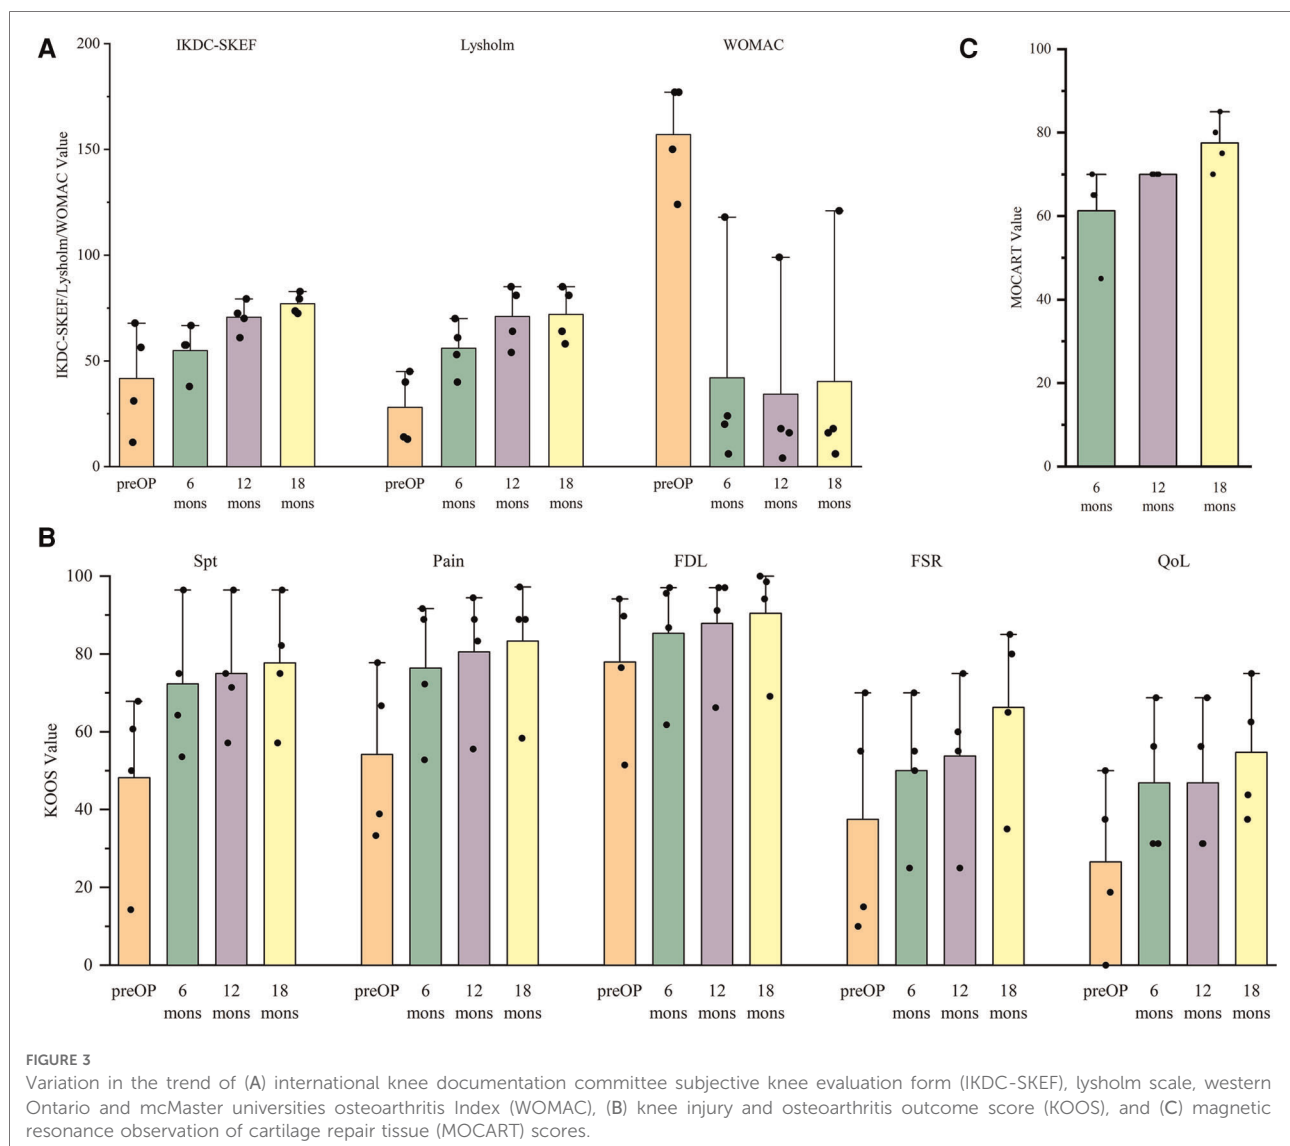 A
IKDC-SKEF Lysholm WOMAC
IKDC-SKEF/Lysholm/WOMAC Value
200
150
100
50
0
preOP 6 12 18 preOP 6 12 18 preOP 6 12 18
mons mons mons mons mons mons mons mons mons
C
MOCART Value
100
80
60
40
20
0
6 12 18
mons mons mons
B
Spt Pain FDL FSR QoL
KOOS Value
100
80
60
40
20
0
preOP 6 12 18 preOP 6 12 18 preOP 6 12 18 preOP 6 12 18 preOP 6 12 18
mons mons mons mons mons mons mons mons mons mons mons mons mons mons mons
FIGURE 3
Variation in the trend of (A) international knee documentation committee subjective knee evaluation form (IKDC-SKEF), lysholm scale, western
Ontario and mcMaster universities osteoarthritis Index (WOMAC), (B) knee injury and osteoarthritis outcome score (KOOS), and (C) magnetic
resonance observation of cartilage repair tissue (MOCART) scores.